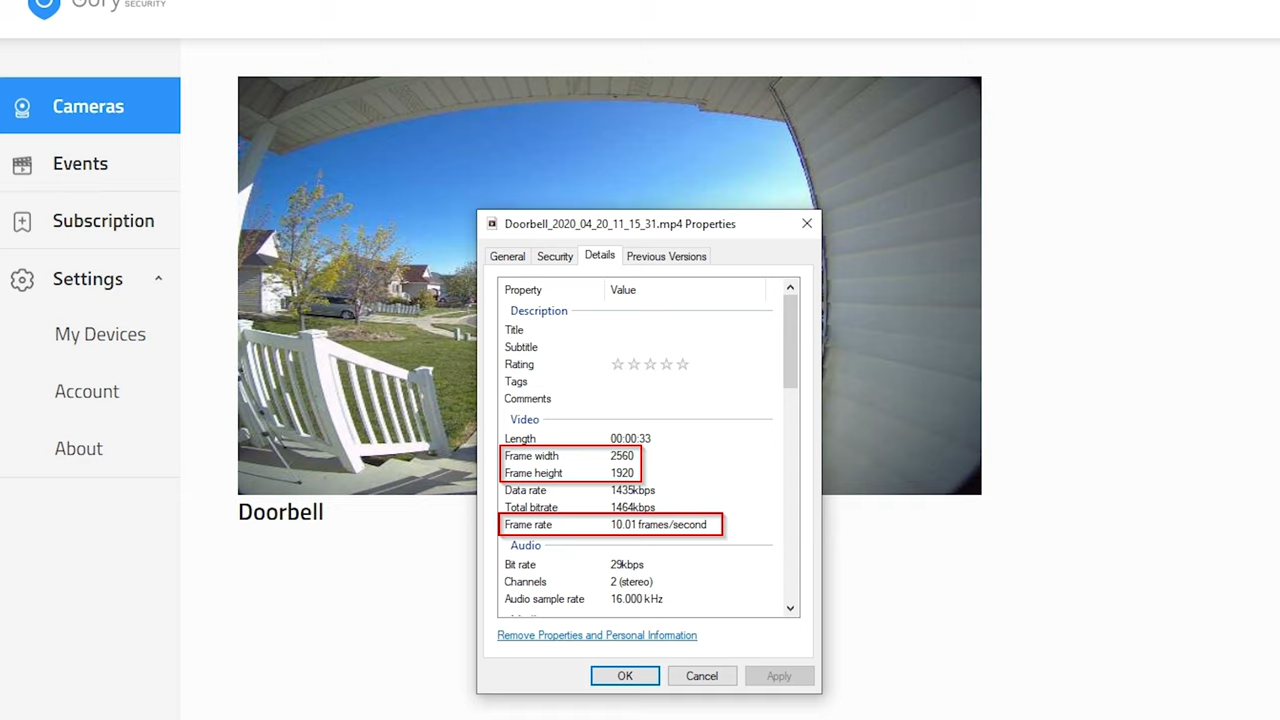 SECURITY
Cameras
Events
Subscription
Settings
My Devices
Account
About
Doorbell
Doorbell_2020_04_20_11_15_31.mp4 Properties
General Security Details Previous Versions
Property Value
Description
Title
Subtitle
Rating
Tags
Comments
Video
Length 00:00:33
Frame width 2560
Frame height 1920
Data rate 1435kbps
Total bitrate 1464kbps
Frame rate 10.01 frames/second
Audio
Bit rate 29kbps
Channels 2 (stereo)
Audio sample rate 16.000 kHz
Remove Properties and Personal Information
OK Cancel Apply